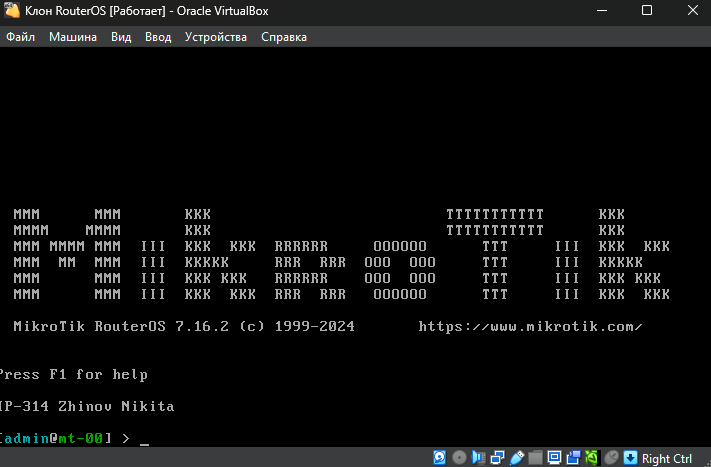 Клон RouterOS [Работает] - Oracle VirtualBox
Файл Машина Вид Ввод Устройства Справка
MMM      MMM       KKK                          TTTTTTTTTTT      KKK
MMMM    MMMM       KKK                          TTTTTTTTTTT      KKK
MMM MMMM MMM  III  KKK  KKK  RRRRRR     OOOOOO      TTT     III  KKK  KKK
MMM  MM  MMM  III  KKKKK     RRR  RRR  OOO  OOO     TTT     III  KKKKK
MMM      MMM  III  KKK KKK   RRRRRR    OOO  OOO     TTT     III  KKK KKK
MMM      MMM  III  KKK  KKK  RRR  RRR   OOOOOO      TTT     III  KKK  KKK
MikroTik RouterOS 7.16.2 (c) 1999-2024       https://www.mikrotik.com/
Press F1 for help
IP-314 Zhinov Nikita
[admin@mt-00] > _
Right Ctrl